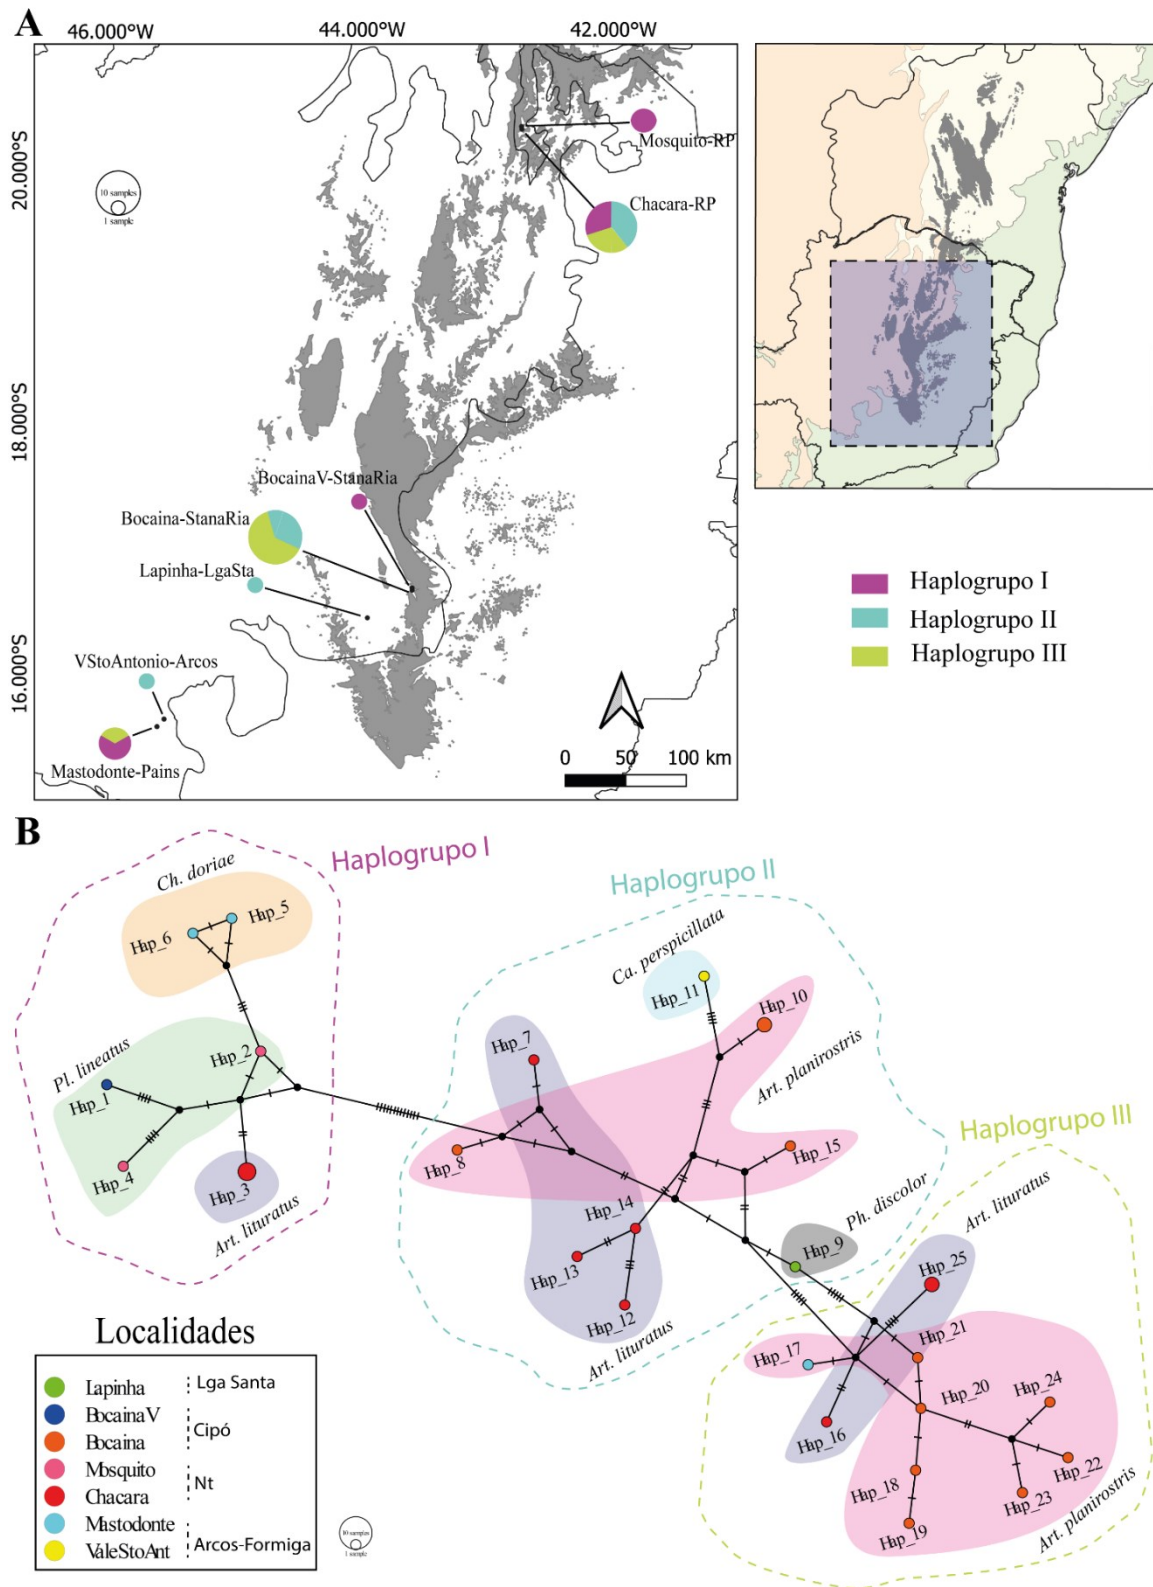 A
46.000°W
44.000°W
42.000°W
20.000°S
18.000°S
16.000°S
10 samples
1 sample
Mosquito-RP
Chacara-RP
BocainaV-StanaRia
Bocaina-StanaRia
Lapinha-LgaSta
VStoAntonio-Arcos
Mastodonte-Pains
0 50 100 km
Haplogrupo I
Haplogrupo II
Haplogrupo III
B
Haplogrupo I
Ch. doriae
Hap_5
Hap_6
Pl. lineatus
Hap_2
Hap_1
Hap_4
Hap_3
Art. lituratus
Haplogrupo II
Ca. perspicillata
Hap_11
Hap_10
Hap_7
Art. planirostris
Hap_8
Hap_15
Hap_14
Hap_13
Hap_12
Art. lituratus
Ph. discolor
Hap_9
Haplogrupo III
Art. lituratus
Hap_25
Hap_17
Hap_21
Hap_16
Hap_20
Hap_24
Hap_18
Hap_22
Hap_23
Hap_19
Art. planirostris
Localidades
Lapinha
Lga Santa
BocainaV
Cipó
Bocaina
Mosquito
Nt
Chacara
Mastodonte
Arcos-Formiga
ValeStoAnt
10 samples
1 sample